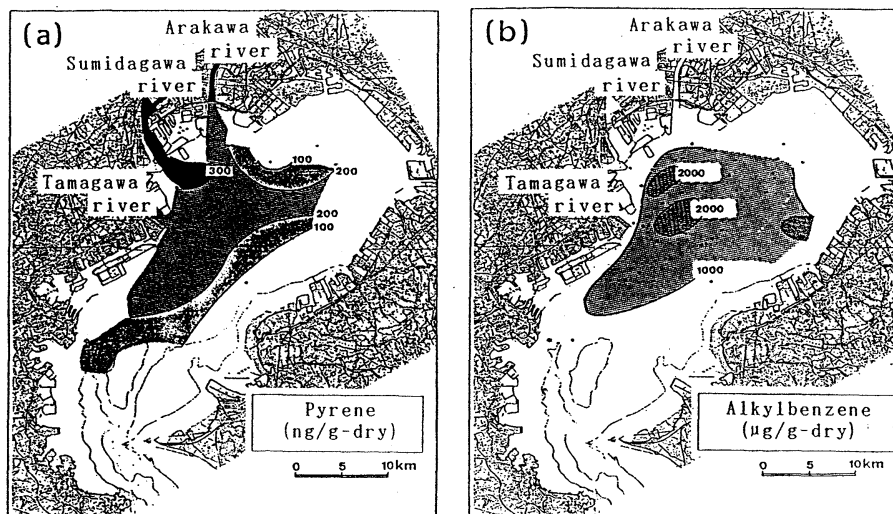 (a)
Arakawa
river
Sumidagawa
river
300
100
200
Tamagawa
river
200
100
Pyrene
(ng/g-dry)
0 5 10km
(b)
Arakawa
river
Sumidagawa
river
2000
Tamagawa
river
2000
1000
Alkylbenzene
(μg/g-dry)
0 5 10km